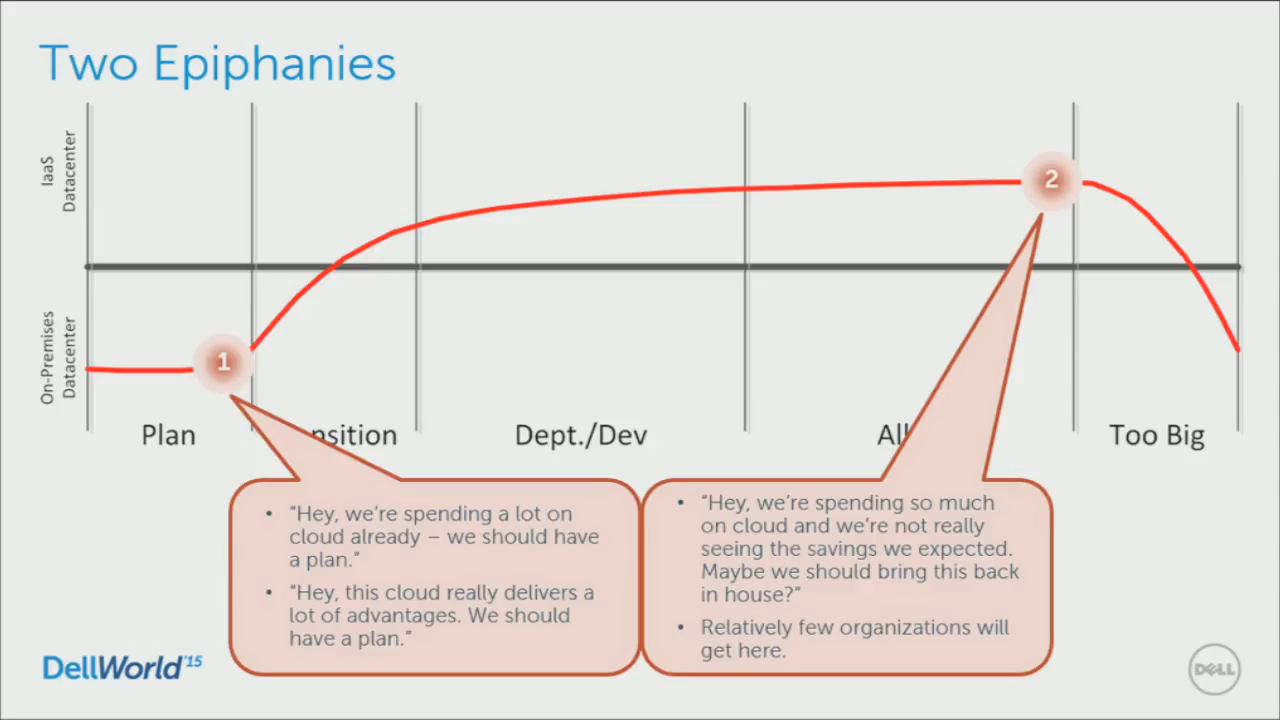 Two Epiphanies
IaaS
Datacenter
On-Premises
Datacenter
1
2
Plan
nsition
Dept./Dev
All
Too Big
• “Hey, we’re spending a lot on
cloud already – we should have
a plan.”
• “Hey, this cloud really delivers a
lot of advantages. We should
have a plan.”
• “Hey, we’re spending so much
on cloud and we’re not really
seeing the savings we expected.
Maybe we should bring this back
in house?”
• Relatively few organizations will
get here.
DellWorld'15
DELL